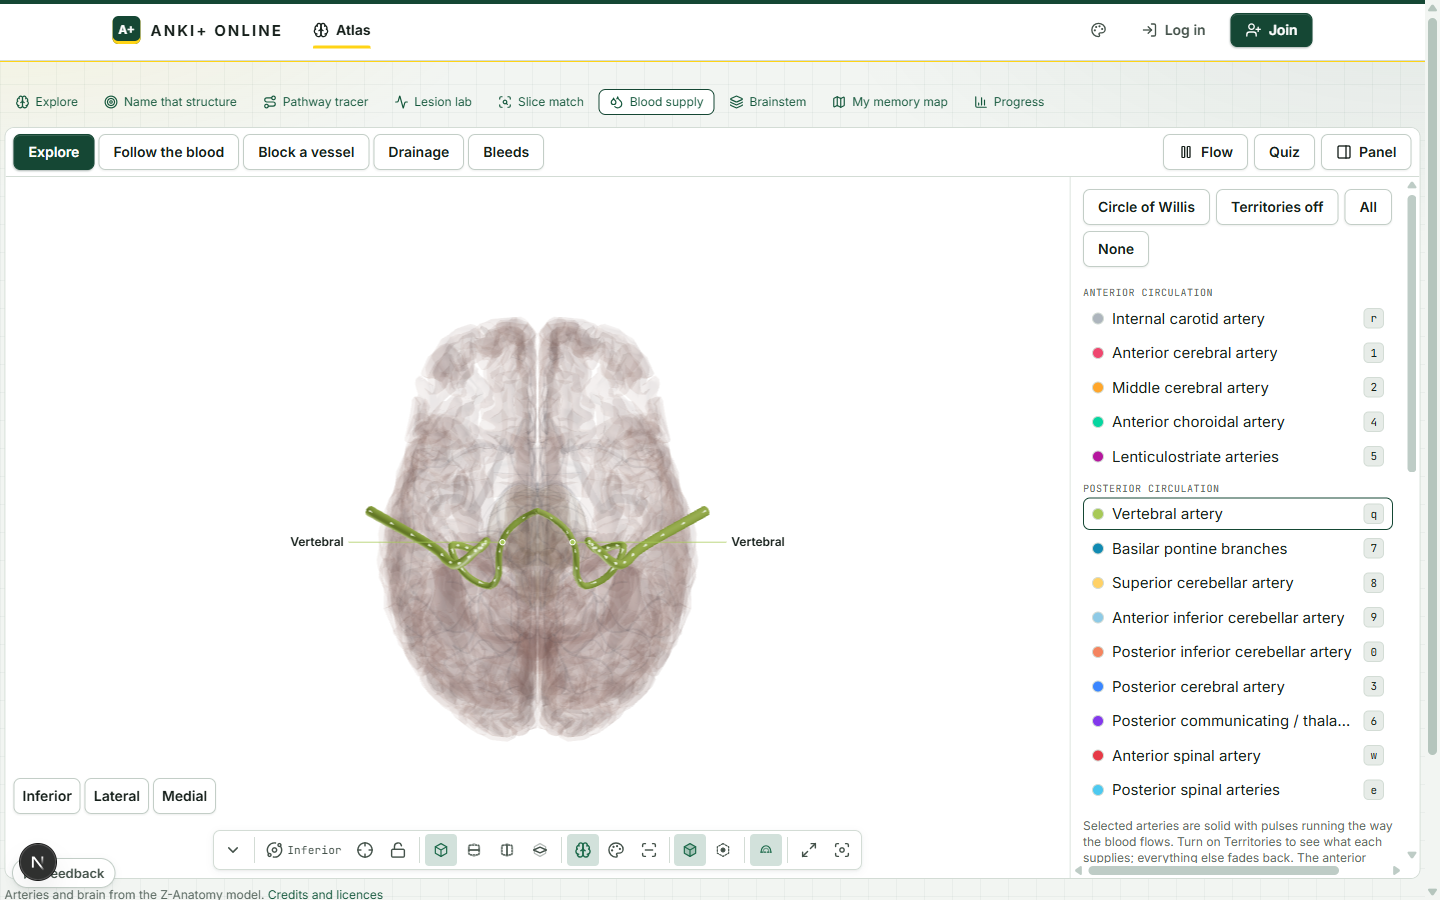 A+ ANKI+ ONLINE Atlas Log in Join
Explore Name that structure Pathway tracer Lesion lab Slice match Blood supply Brainstem My memory map Progress
Explore Follow the blood Block a vessel Drainage Bleeds Flow Quiz Panel
Circle of Willis Territories off All
None
ANTERIOR CIRCULATION
Internal carotid artery r
Anterior cerebral artery 1
Middle cerebral artery 2
Anterior choroidal artery 4
Lenticulostriate arteries 5
POSTERIOR CIRCULATION
Vertebral artery q
Basilar pontine branches 7
Superior cerebellar artery 8
Anterior inferior cerebellar artery 9
Posterior inferior cerebellar artery 0
Posterior cerebral artery 3
Posterior communicating / thala... 6
Anterior spinal artery w
Posterior spinal arteries e
Selected arteries are solid with pulses running the way
the blood flows. Turn on Territories to see what each
supplies; everything else fades back. The anterior
Vertebral Vertebral
Inferior Lateral Medial
Inferior
N eedback
Arteries and brain from the Z-Anatomy model. Credits and licences